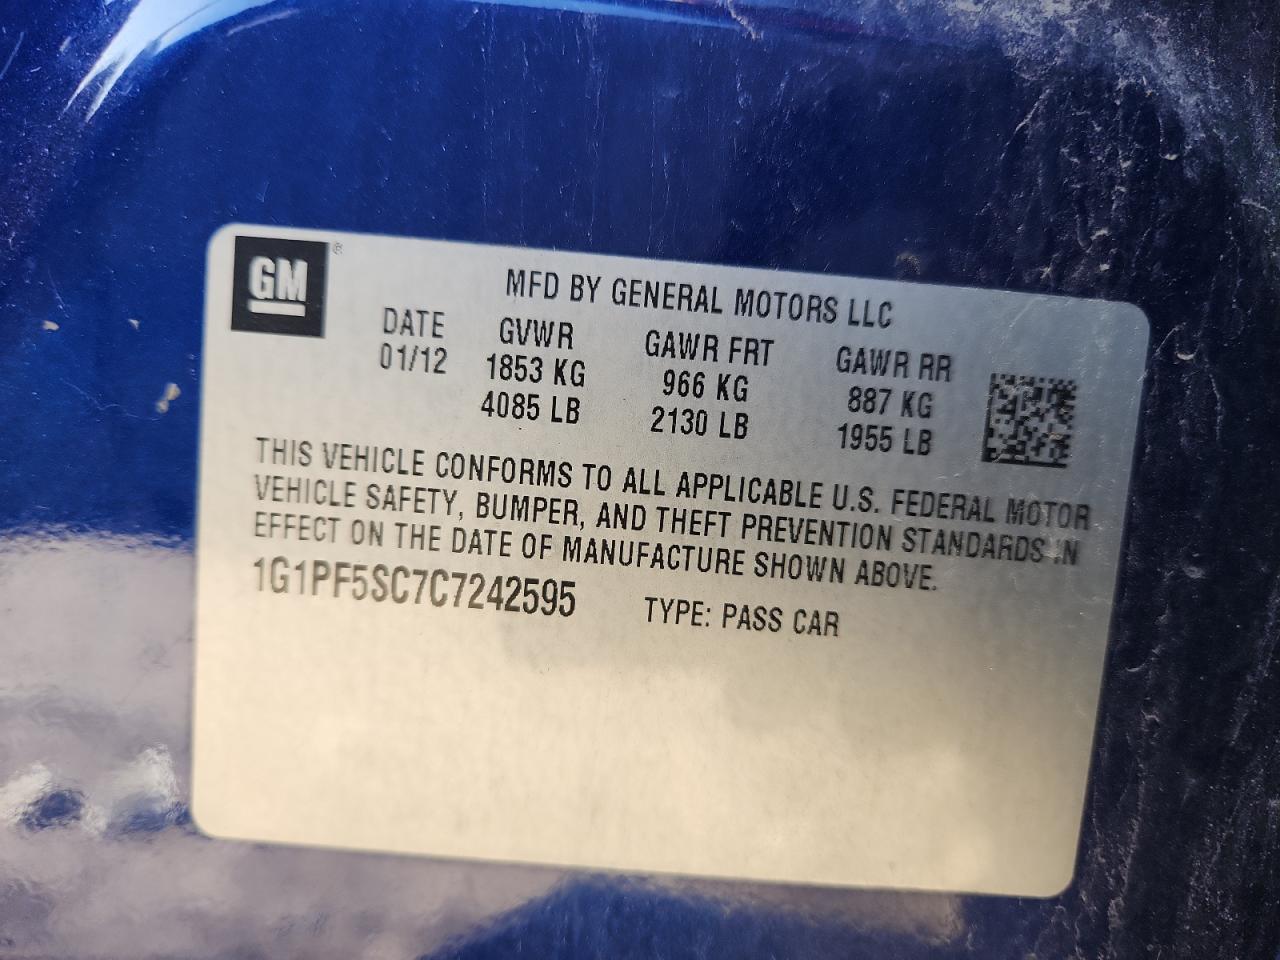 GM ®
MFD BY GENERAL MOTORS LLC
DATE GVWR GAWR FRT GAWR RR
01/12 1853 KG 966 KG 887 KG
4085 LB 2130 LB 1955 LB
THIS VEHICLE CONFORMS TO ALL APPLICABLE U.S. FEDERAL MOTOR
VEHICLE SAFETY, BUMPER, AND THEFT PREVENTION STANDARDS IN
EFFECT ON THE DATE OF MANUFACTURE SHOWN ABOVE.
1G1PF5SC7C7242595 TYPE: PASS CAR